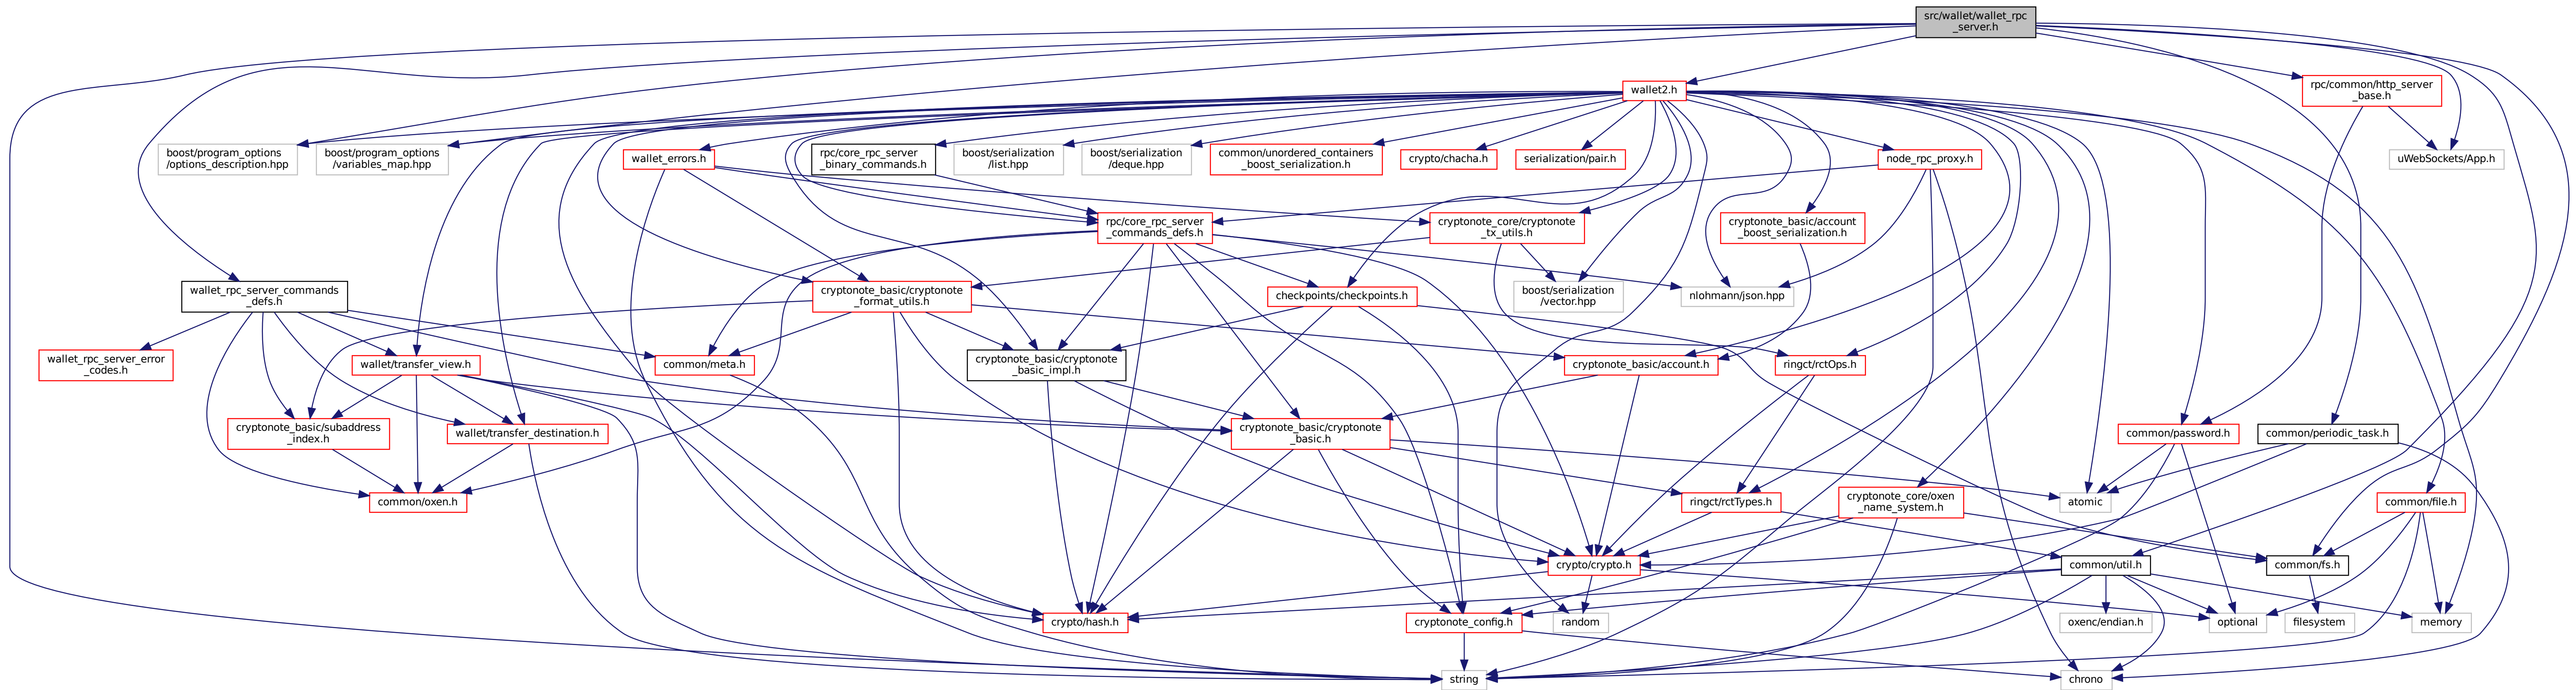 src/wallet/wallet_rpc
_server.h
wallet2.h
rpc/common/http_server
_base.h
boost/program_options
/options_description.hpp
boost/program_options
/variables_map.hpp
wallet_errors.h
rpc/core_rpc_server
_binary_commands.h
boost/serialization
/list.hpp
boost/serialization
/deque.hpp
common/unordered_containers
_boost_serialization.h
crypto/chacha.h
serialization/pair.h
node_rpc_proxy.h
uWebSockets/App.h
rpc/core_rpc_server
_commands_defs.h
cryptonote_core/cryptonote
_tx_utils.h
cryptonote_basic/account
_boost_serialization.h
wallet_rpc_server_commands
_defs.h
cryptonote_basic/cryptonote
_format_utils.h
checkpoints/checkpoints.h
boost/serialization
/vector.hpp
nlohmann/json.hpp
wallet_rpc_server_error
_codes.h
wallet/transfer_view.h
common/meta.h
cryptonote_basic/cryptonote
_basic_impl.h
cryptonote_basic/account.h
ringct/rctOps.h
cryptonote_basic/subaddress
_index.h
wallet/transfer_destination.h
cryptonote_basic/cryptonote
_basic.h
common/password.h
common/periodic_task.h
common/oxen.h
ringct/rctTypes.h
cryptonote_core/oxen
_name_system.h
atomic
common/file.h
crypto/crypto.h
common/util.h
common/fs.h
crypto/hash.h
cryptonote_config.h
random
oxenc/endian.h
optional
filesystem
memory
string
chrono